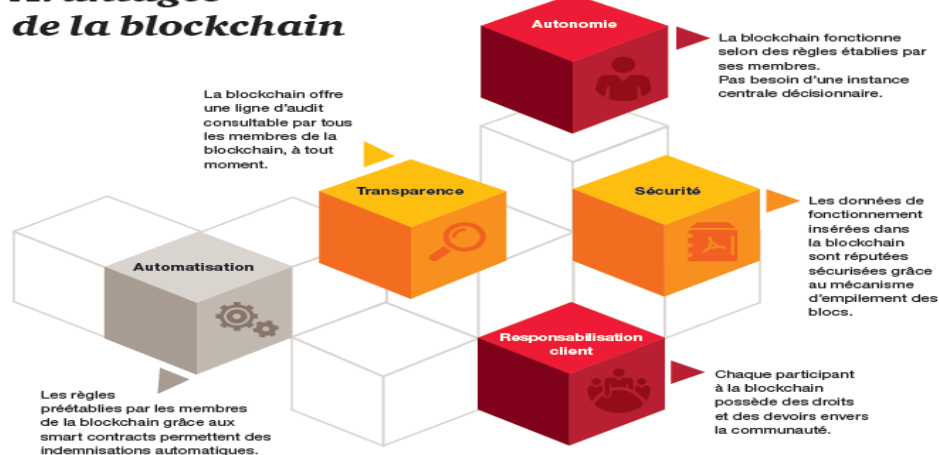 de la blockchain
Autonomie
La blockchain fonctionne
selon des règles établies par
ses membres.
Pas besoin d'une instance
centrale décisionnaire.
La blockchain offre
une ligne d'audit
consultable par tous
les membres de la
blockchain, à tout
moment.
Transparence
Sécurité
Les données de
fonctionnement
insérées dans
la blockchain
sont réputées
sécurisées grâce
au mécanisme
d'empilement des
blocs.
Automatisation
Responsabilisation
client
Chaque participant
à la blockchain
possède des droits
et des devoirs envers
la communauté.
Les règles
préétablies par les membres
de la blockchain grâce aux
smart contracts permettent des
indemnisations automatiques.